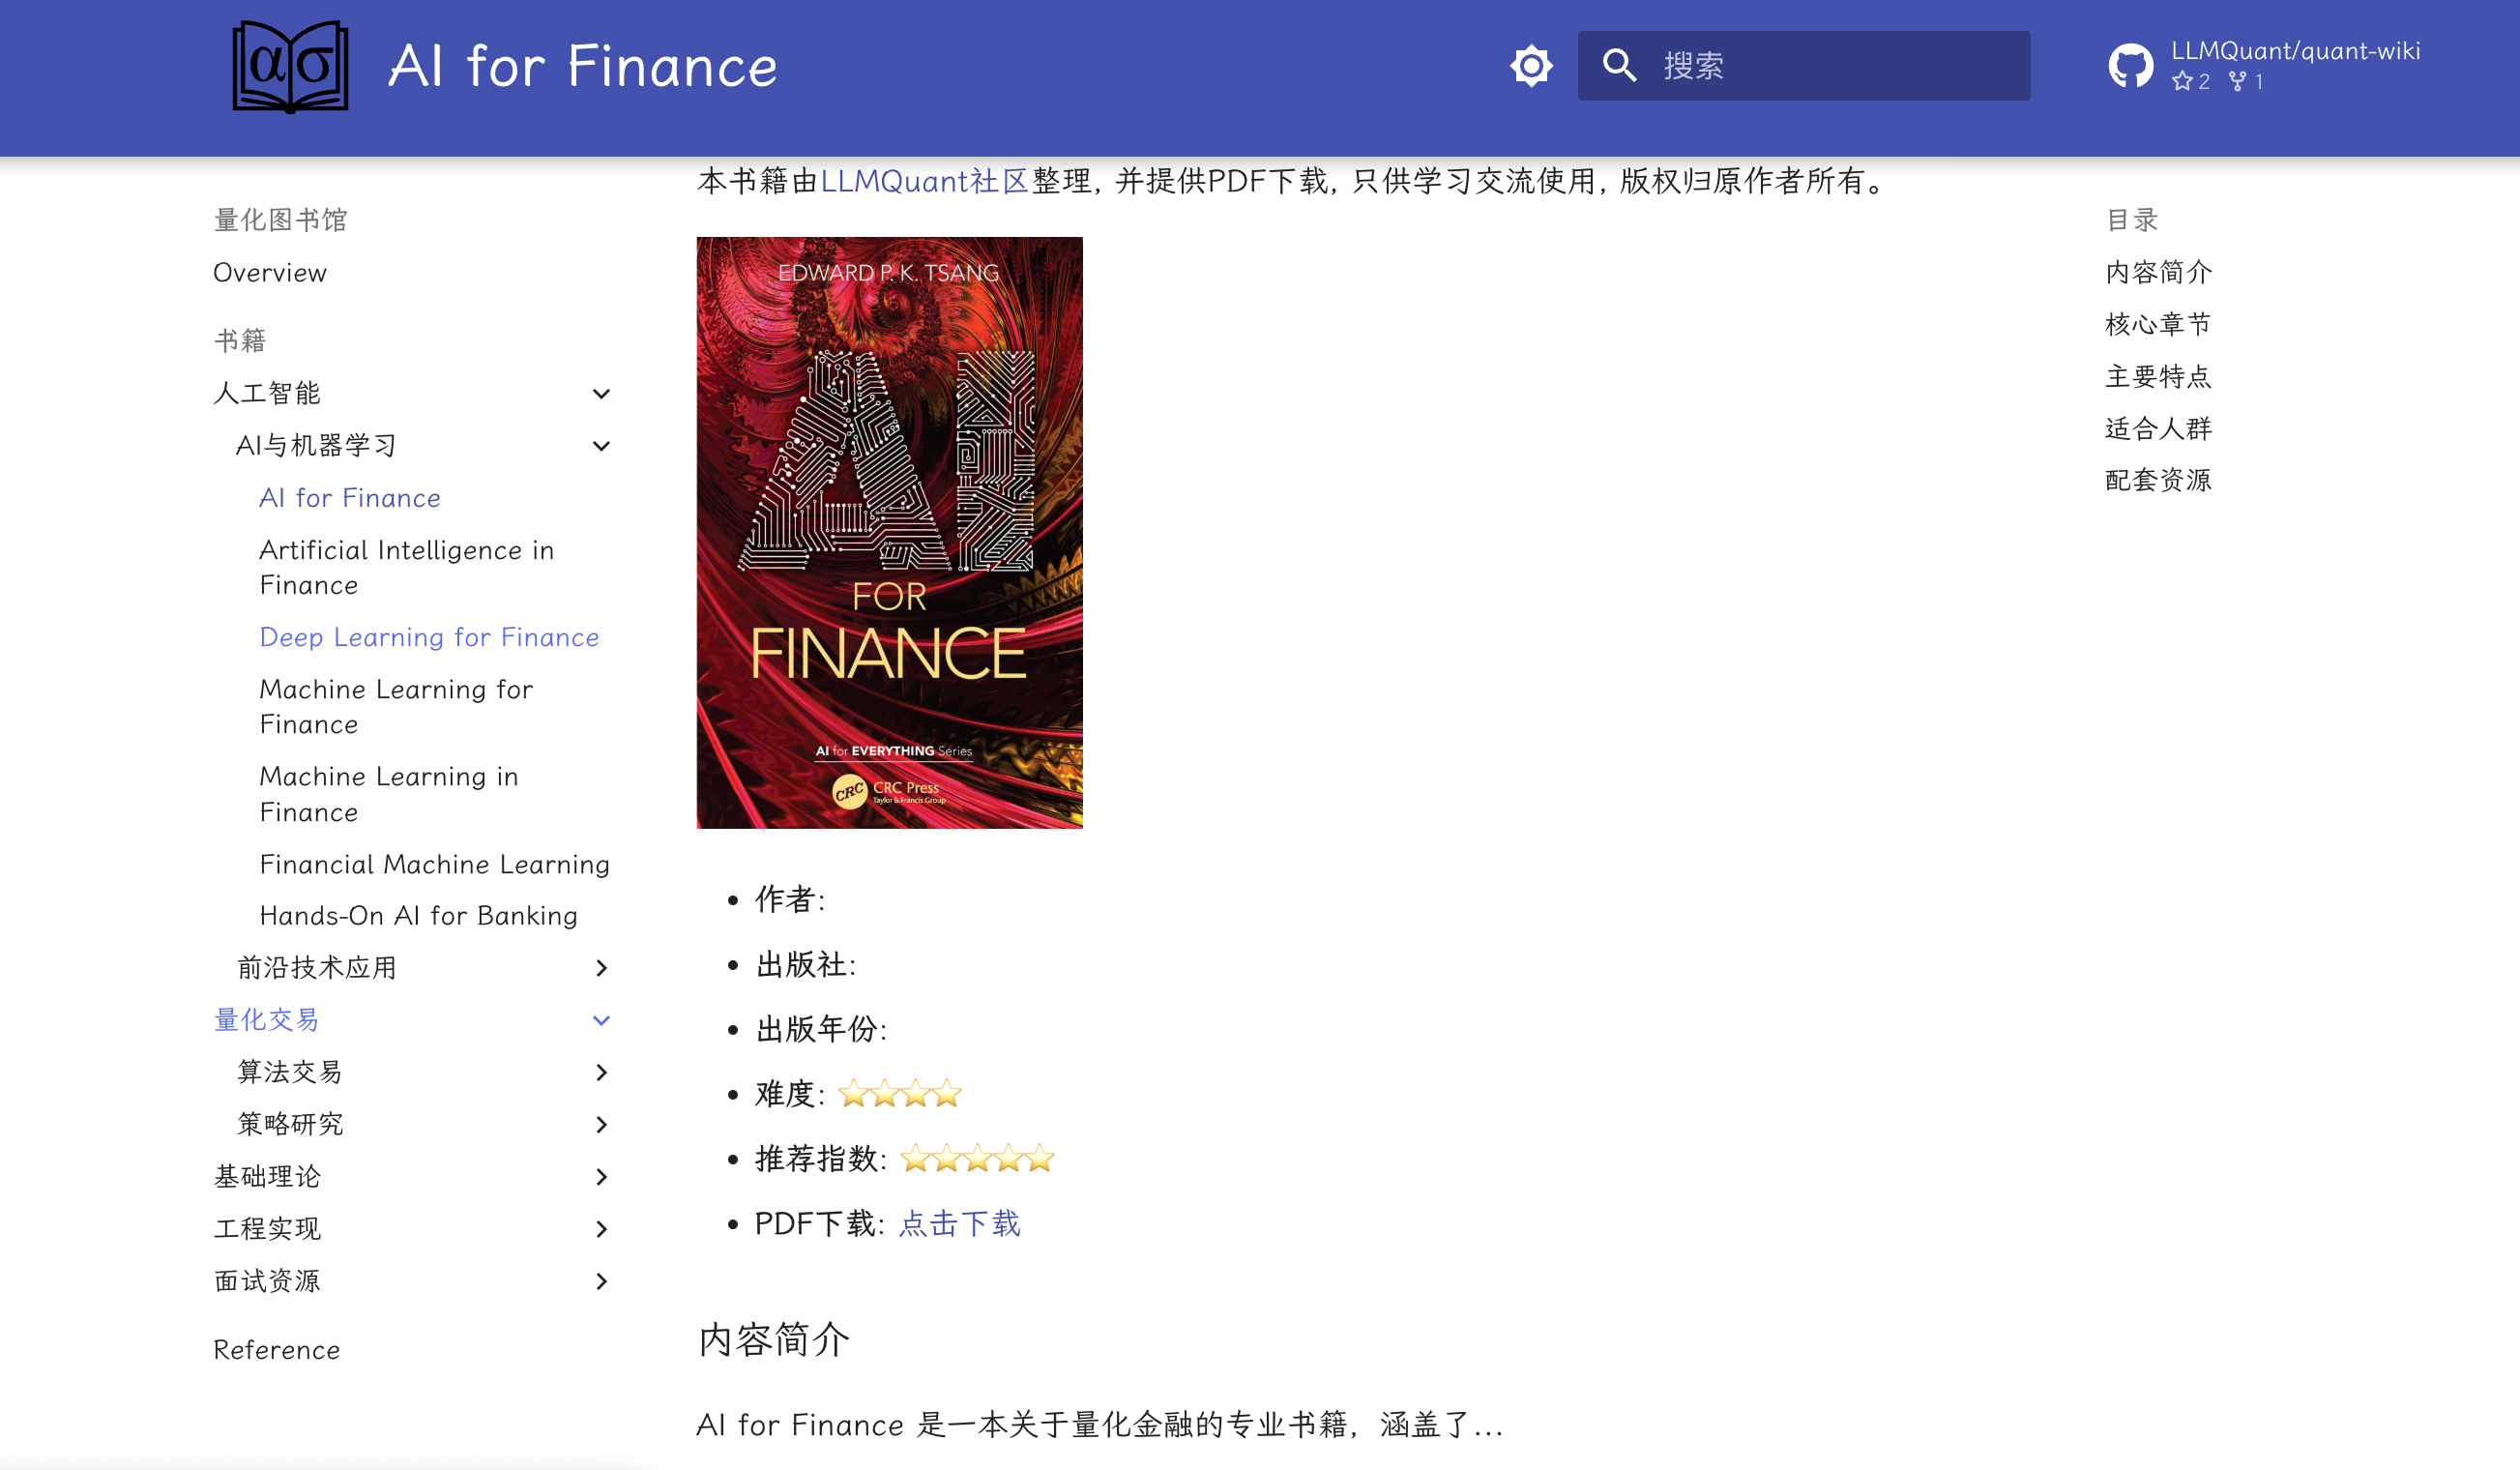 ασ
AI for Finance
搜索
LLMQuant/quant-wiki
2 1
量化图书馆
Overview
书籍
人工智能
AI与机器学习
AI for Finance
Artificial Intelligence in
Finance
Deep Learning for Finance
Machine Learning for
Finance
Machine Learning in
Finance
Financial Machine Learning
Hands-On AI for Banking
前沿技术应用
量化交易
算法交易
策略研究
基础理论
工程实现
面试资源
Reference
本书籍由LLMQuant社区整理, 并提供PDF下载, 只供学习交流使用, 版权归原作者所有。
EDWARD P. K. TSANG
AI
FOR
FINANCE
AI for EVERYTHING Series
CRC CRC Press
Taylor & Francis Group
• 作者:
• 出版社:
• 出版年份:
• 难度: ⭐⭐⭐⭐
• 推荐指数: ⭐⭐⭐⭐⭐
• PDF下载: 点击下载
内容简介
AI for Finance 是一本关于量化金融的专业书籍，涵盖了...
目录
内容简介
核心章节
主要特点
适合人群
配套资源